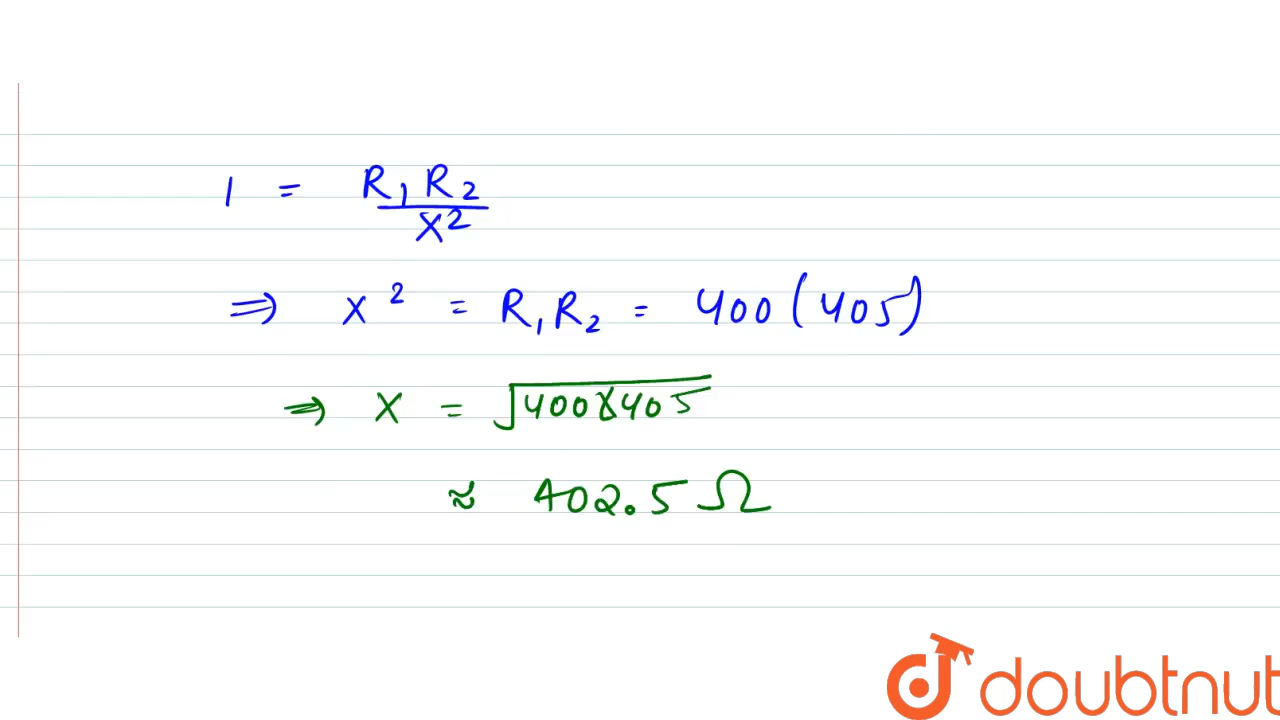 1 = R₁R₂/X²
⇒ X² = R₁R₂ = 400(405)
⇒ X = √400×405
≈ 402.5 Ω
doubtnut